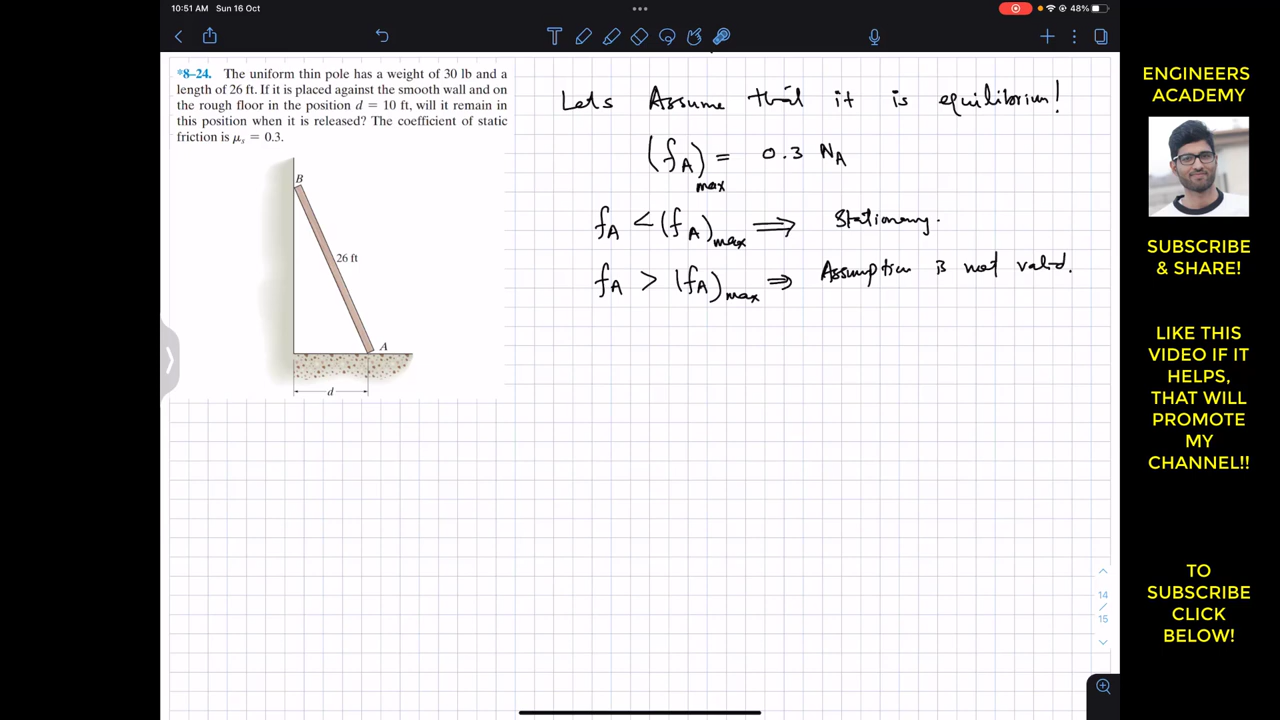 10:51 AM Sun 16 Oct
48%
*8–24. The uniform thin pole has a weight of 30 lb and a
length of 26 ft. If it is placed against the smooth wall and on
the rough floor in the position d = 10 ft, will it remain in
this position when it is released? The coefficient of static
friction is μs = 0.3.
B
26 ft
A
d
Lets Assume that it is equilibrium!
(fA)max = 0.3 NA
fA < (fA)max ⟹ Stationary.
fA > (fA)max ⇒ Assumption is not valid.
14
/
15
ENGINEERS
ACADEMY
SUBSCRIBE
& SHARE!
LIKE THIS
VIDEO IF IT
HELPS,
THAT WILL
PROMOTE
MY
CHANNEL!!
TO
SUBSCRIBE
CLICK
BELOW!